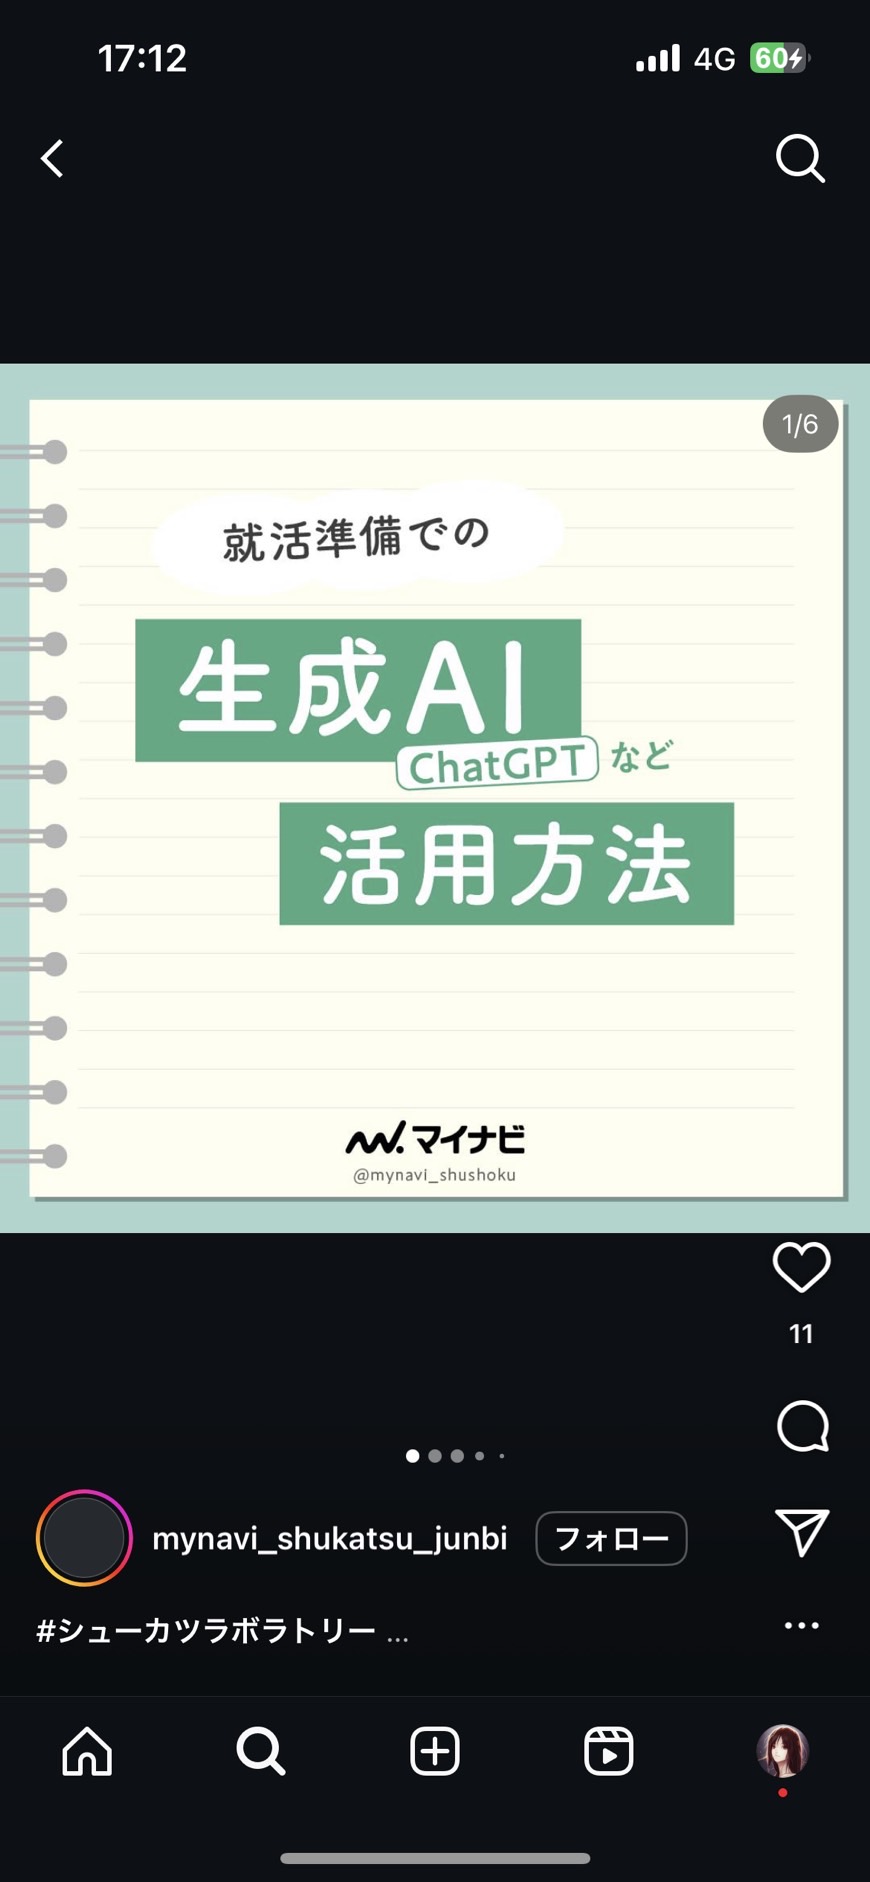 17:12
4G
60
1/6
就活準備での
生成AI
ChatGPT など
活用方法
マイナビ
@mynavi_shushoku
11
mynavi_shukatsu_junbi
フォロー
#シューカツラボラトリー ...